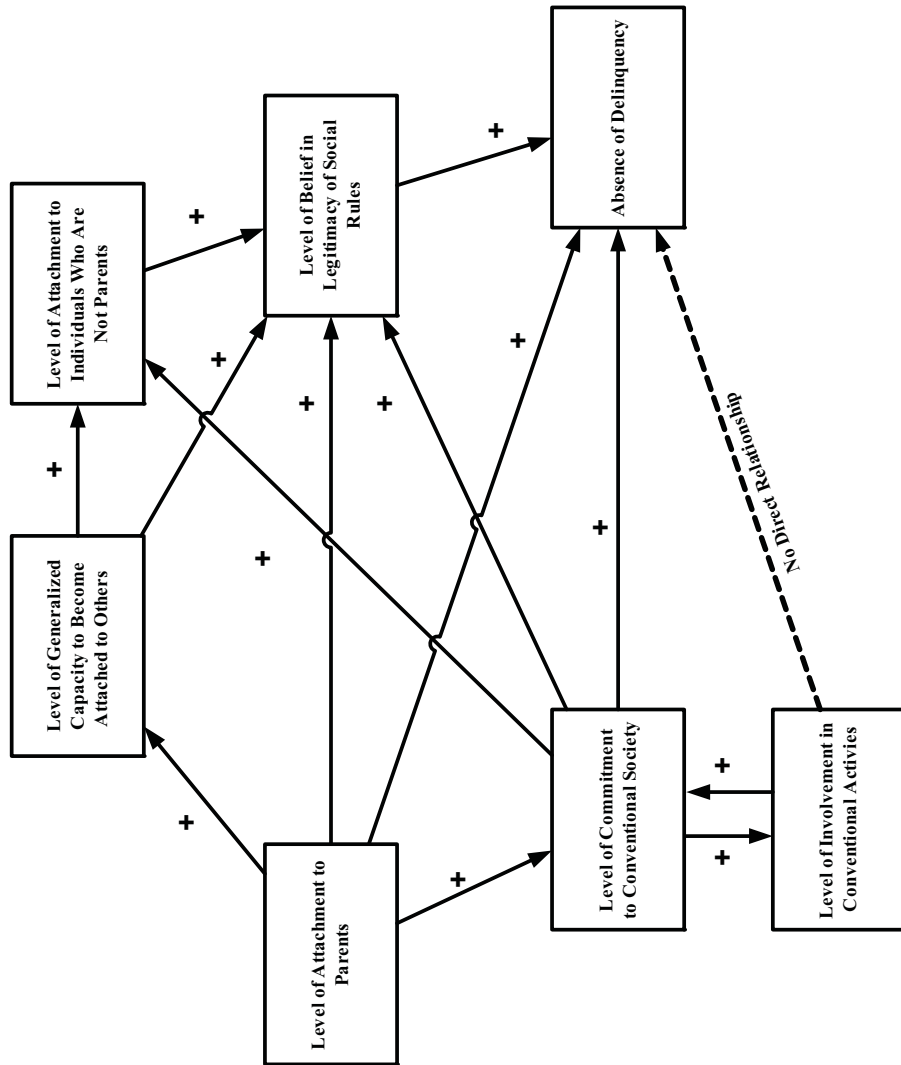 Level of Attachment to
Individuals Who Are
Not Parents
+
+
Level of Generalized
Capacity to Become
Attached to Others
+
+
Level of Belief in
Legitimacy of Social
Rules
+
+
+
+
Level of Attachment to
Parents
+
+
Absence of Delinquency
+
+
Level of Commitment
to Conventional Society
+
+
Level of Involvement in
Conventional Activies
No Direct Relationship